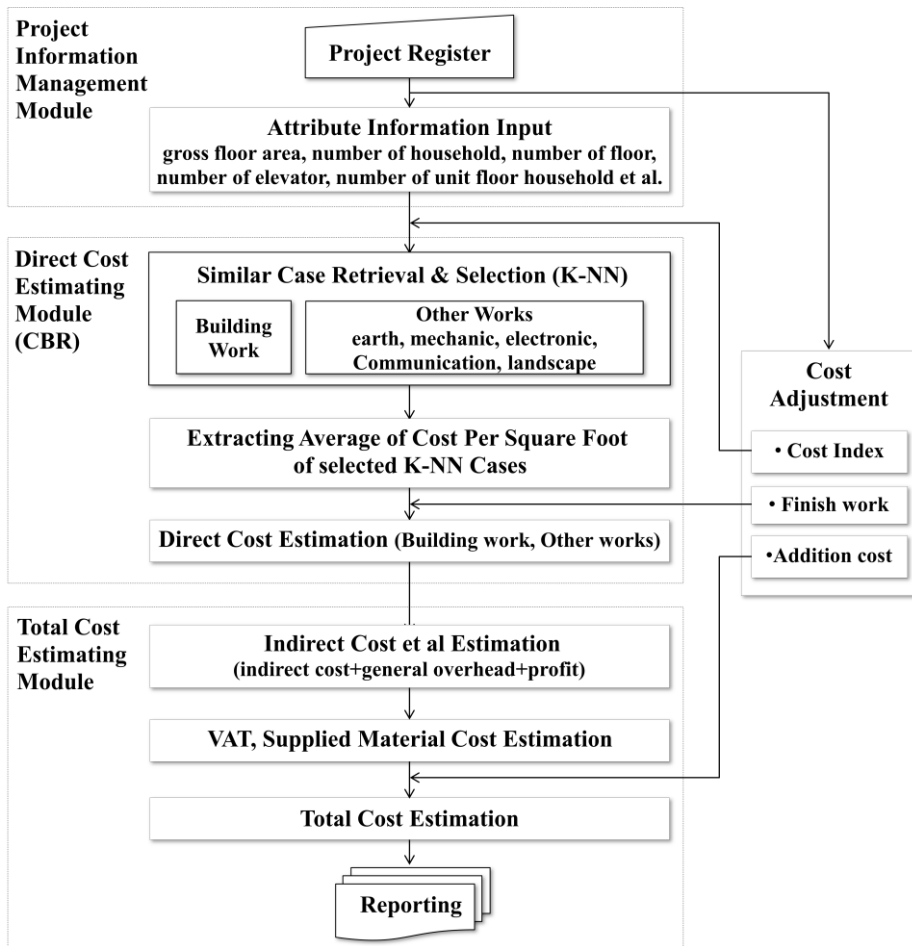 Project
Information
Management
Module
Project Register
Attribute Information Input
gross floor area, number of household, number of floor,
number of elevator, number of unit floor household et al.
Direct Cost
Estimating
Module
(CBR)
Similar Case Retrieval & Selection (K-NN)
Building
Work
Other Works
earth, mechanic, electronic,
Communication, landscape
Extracting Average of Cost Per Square Foot
of selected K-NN Cases
Direct Cost Estimation (Building work, Other works)
Cost
Adjustment
• Cost Index
• Finish work
•Addition cost
Total Cost
Estimating
Module
Indirect Cost et al Estimation
(indirect cost+general overhead+profit)
VAT, Supplied Material Cost Estimation
Total Cost Estimation
Reporting